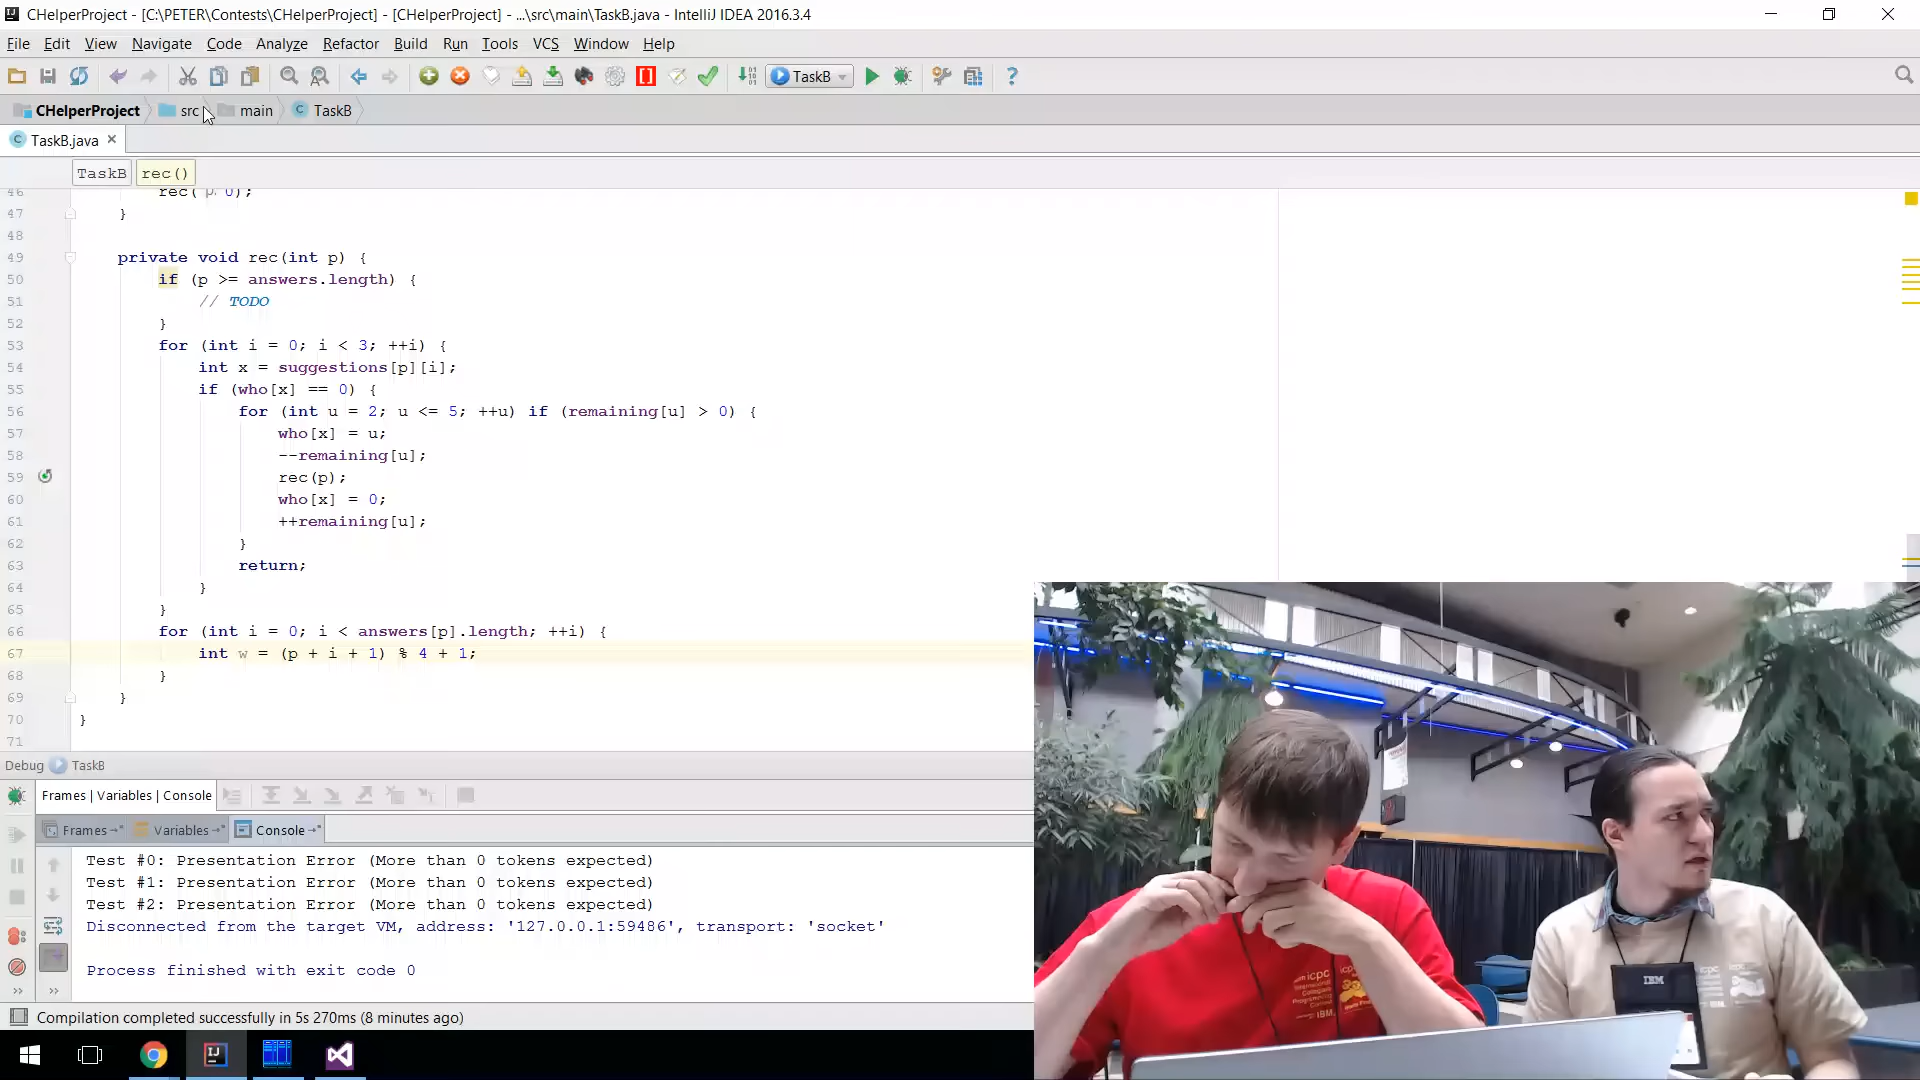 CHelperProject - [C:\PETER\Contests\CHelperProject] - [CHelperProject] - ...\src\main\TaskB.java - IntelliJ IDEA 2016.3.4
File Edit View Navigate Code Analyze Refactor Build Run Tools VCS Window Help
TaskB
CHelperProject src main TaskB
TaskB.java
TaskB rec()
46 rec( p: 0);
47 }
48
49 private void rec(int p) {
50 if (p >= answers.length) {
51 // TODO
52 }
53 for (int i = 0; i < 3; ++i) {
54 int x = suggestions[p][i];
55 if (who[x] == 0) {
56 for (int u = 2; u <= 5; ++u) if (remaining[u] > 0) {
57 who[x] = u;
58 --remaining[u];
59 rec(p);
60 who[x] = 0;
61 ++remaining[u];
62 }
63 return;
64 }
65 }
66 for (int i = 0; i < answers[p].length; ++i) {
67 int w = (p + i + 1) % 4 + 1;
68 }
69 }
70 }
71
Debug TaskB
Frames | Variables | Console
Frames Variables Console
Test #0: Presentation Error (More than 0 tokens expected)
Test #1: Presentation Error (More than 0 tokens expected)
Test #2: Presentation Error (More than 0 tokens expected)
Disconnected from the target VM, address: '127.0.0.1:59486', transport: 'socket'
Process finished with exit code 0
Compilation completed successfully in 5s 270ms (8 minutes ago)
icpc
IBM
icpc
IBM